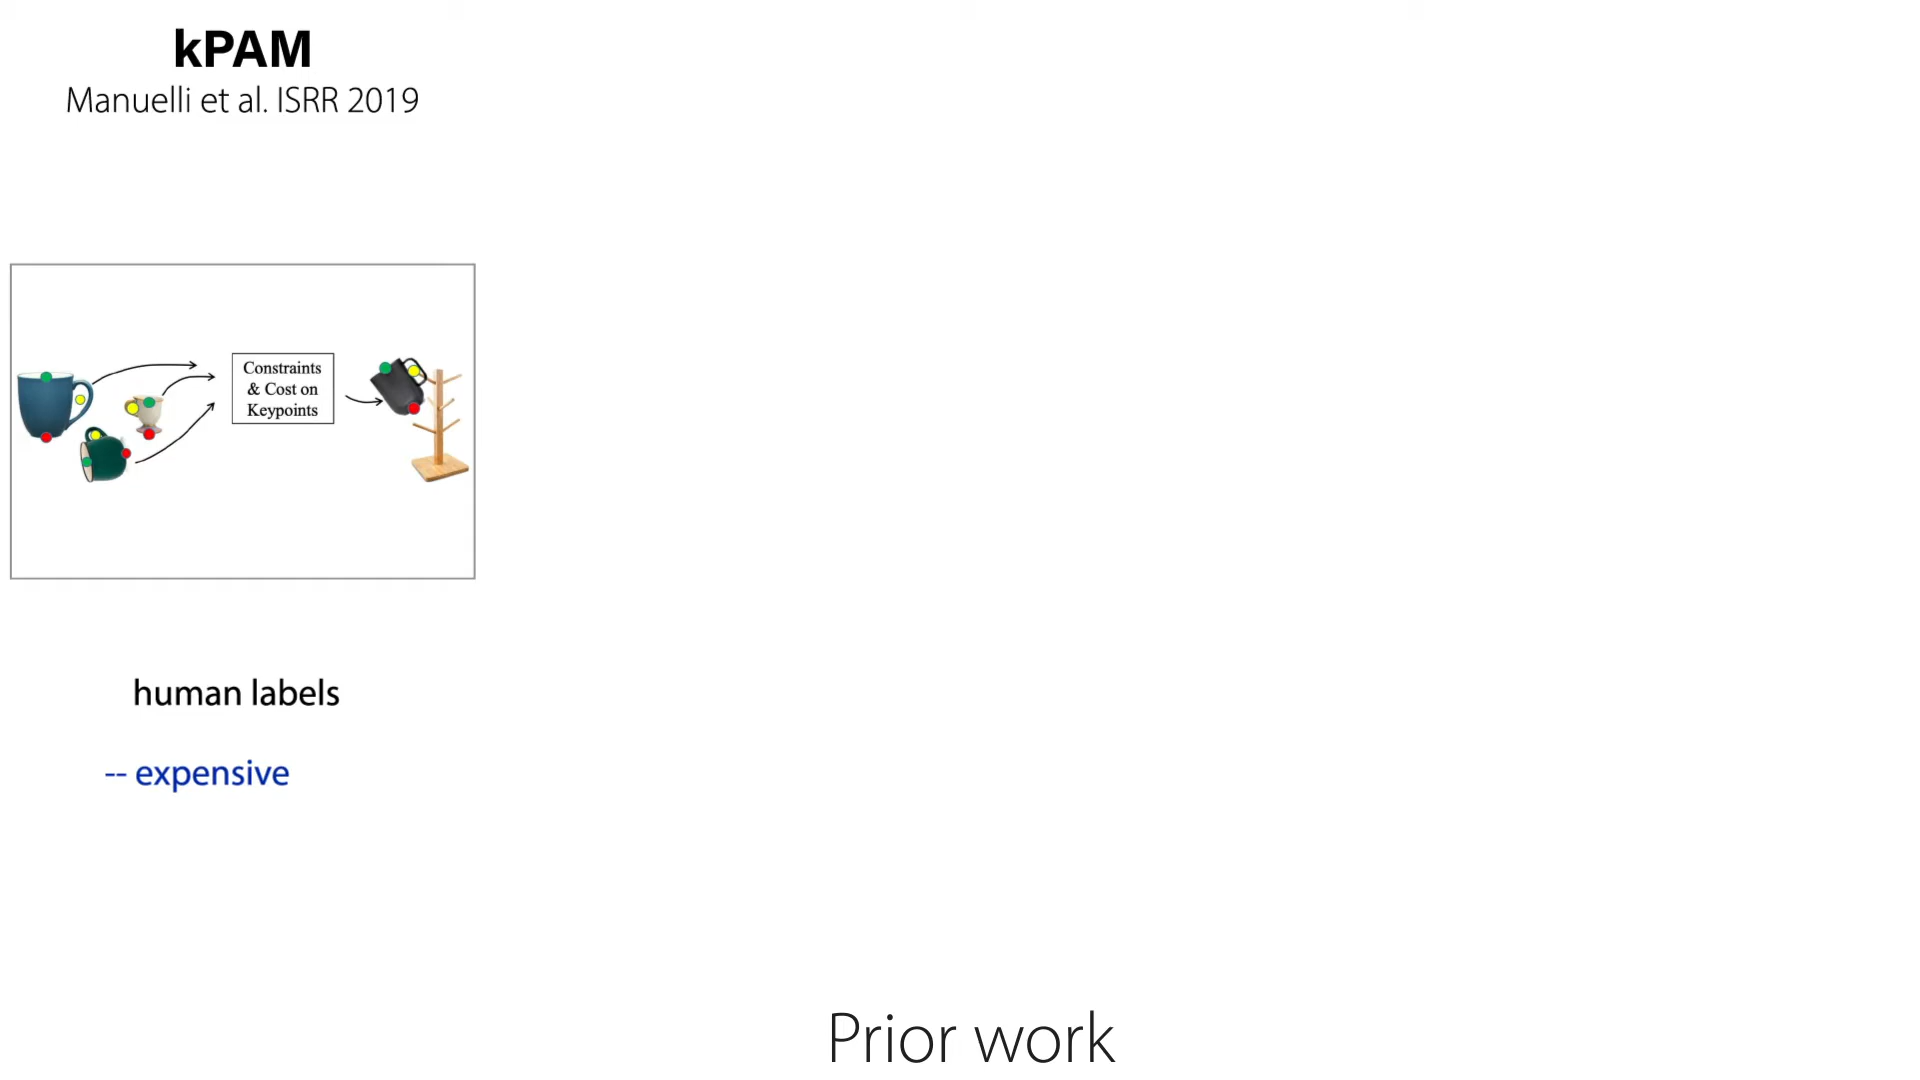 kPAM
Manuelli et al. ISRR 2019
Constraints
& Cost on
Keypoints
human labels
-- expensive
Prior work